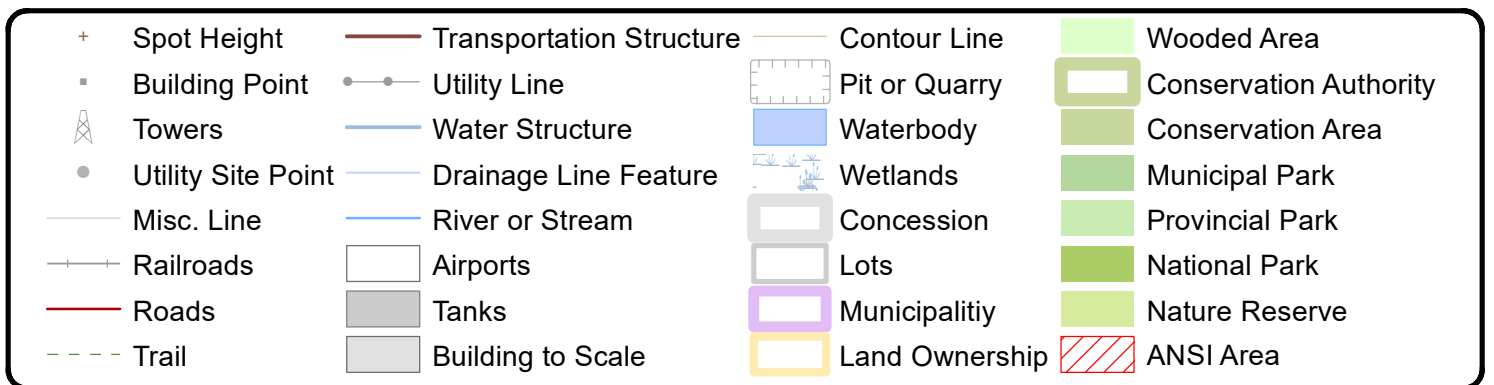 Spot Height
Building Point
Towers
Utility Site Point
Misc. Line
Railroads
Roads
Trail
Transportation Structure
Utility Line
Water Structure
Drainage Line Feature
River or Stream
Airports
Tanks
Building to Scale
Contour Line
Pit or Quarry
Waterbody
Wetlands
Concession
Lots
Municipalitiy
Land Ownership
Wooded Area
Conservation Authority
Conservation Area
Municipal Park
Provincial Park
National Park
Nature Reserve
ANSI Area